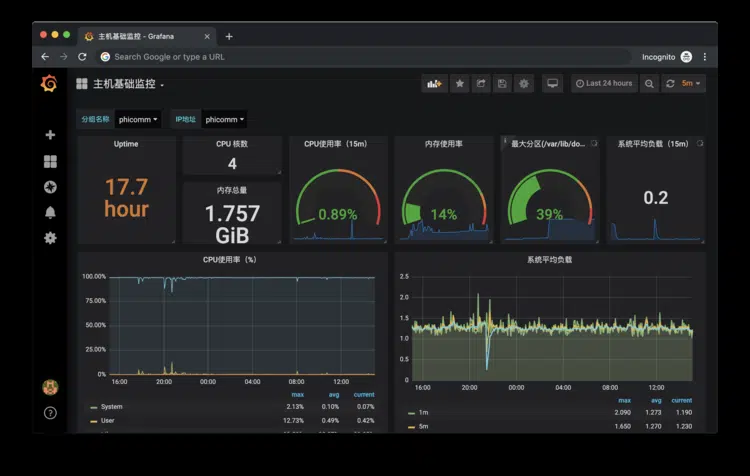 主机基础监控 - Grafana
Search Google or type a URL
Incognito
主机基础监控
Last 24 hours
5m
分组名称
phicomm
IP地址
phicomm
Uptime
17.7
hour
CPU 核数
4
内存总量
1.757
GiB
CPU使用率（15m）
0.89%
内存使用率
14%
最大分区(/var/lib/do...
39%
系统平均负载（15m）
0.2
CPU使用率（%）
100.00%
75.00%
50.00%
25.00%
0%
16:00 20:00 00:00 04:00 08:00 12:00
max avg current
System 2.13% 0.10% 0.07%
User 12.73% 0.49% 0.42%
系统平均负载
2.5
2.0
1.5
1.0
0.5
0
16:00 20:00 00:00 04:00 08:00 12:00
max avg current
1m 2.090 1.273 1.190
5m 1.650 1.270 1.230